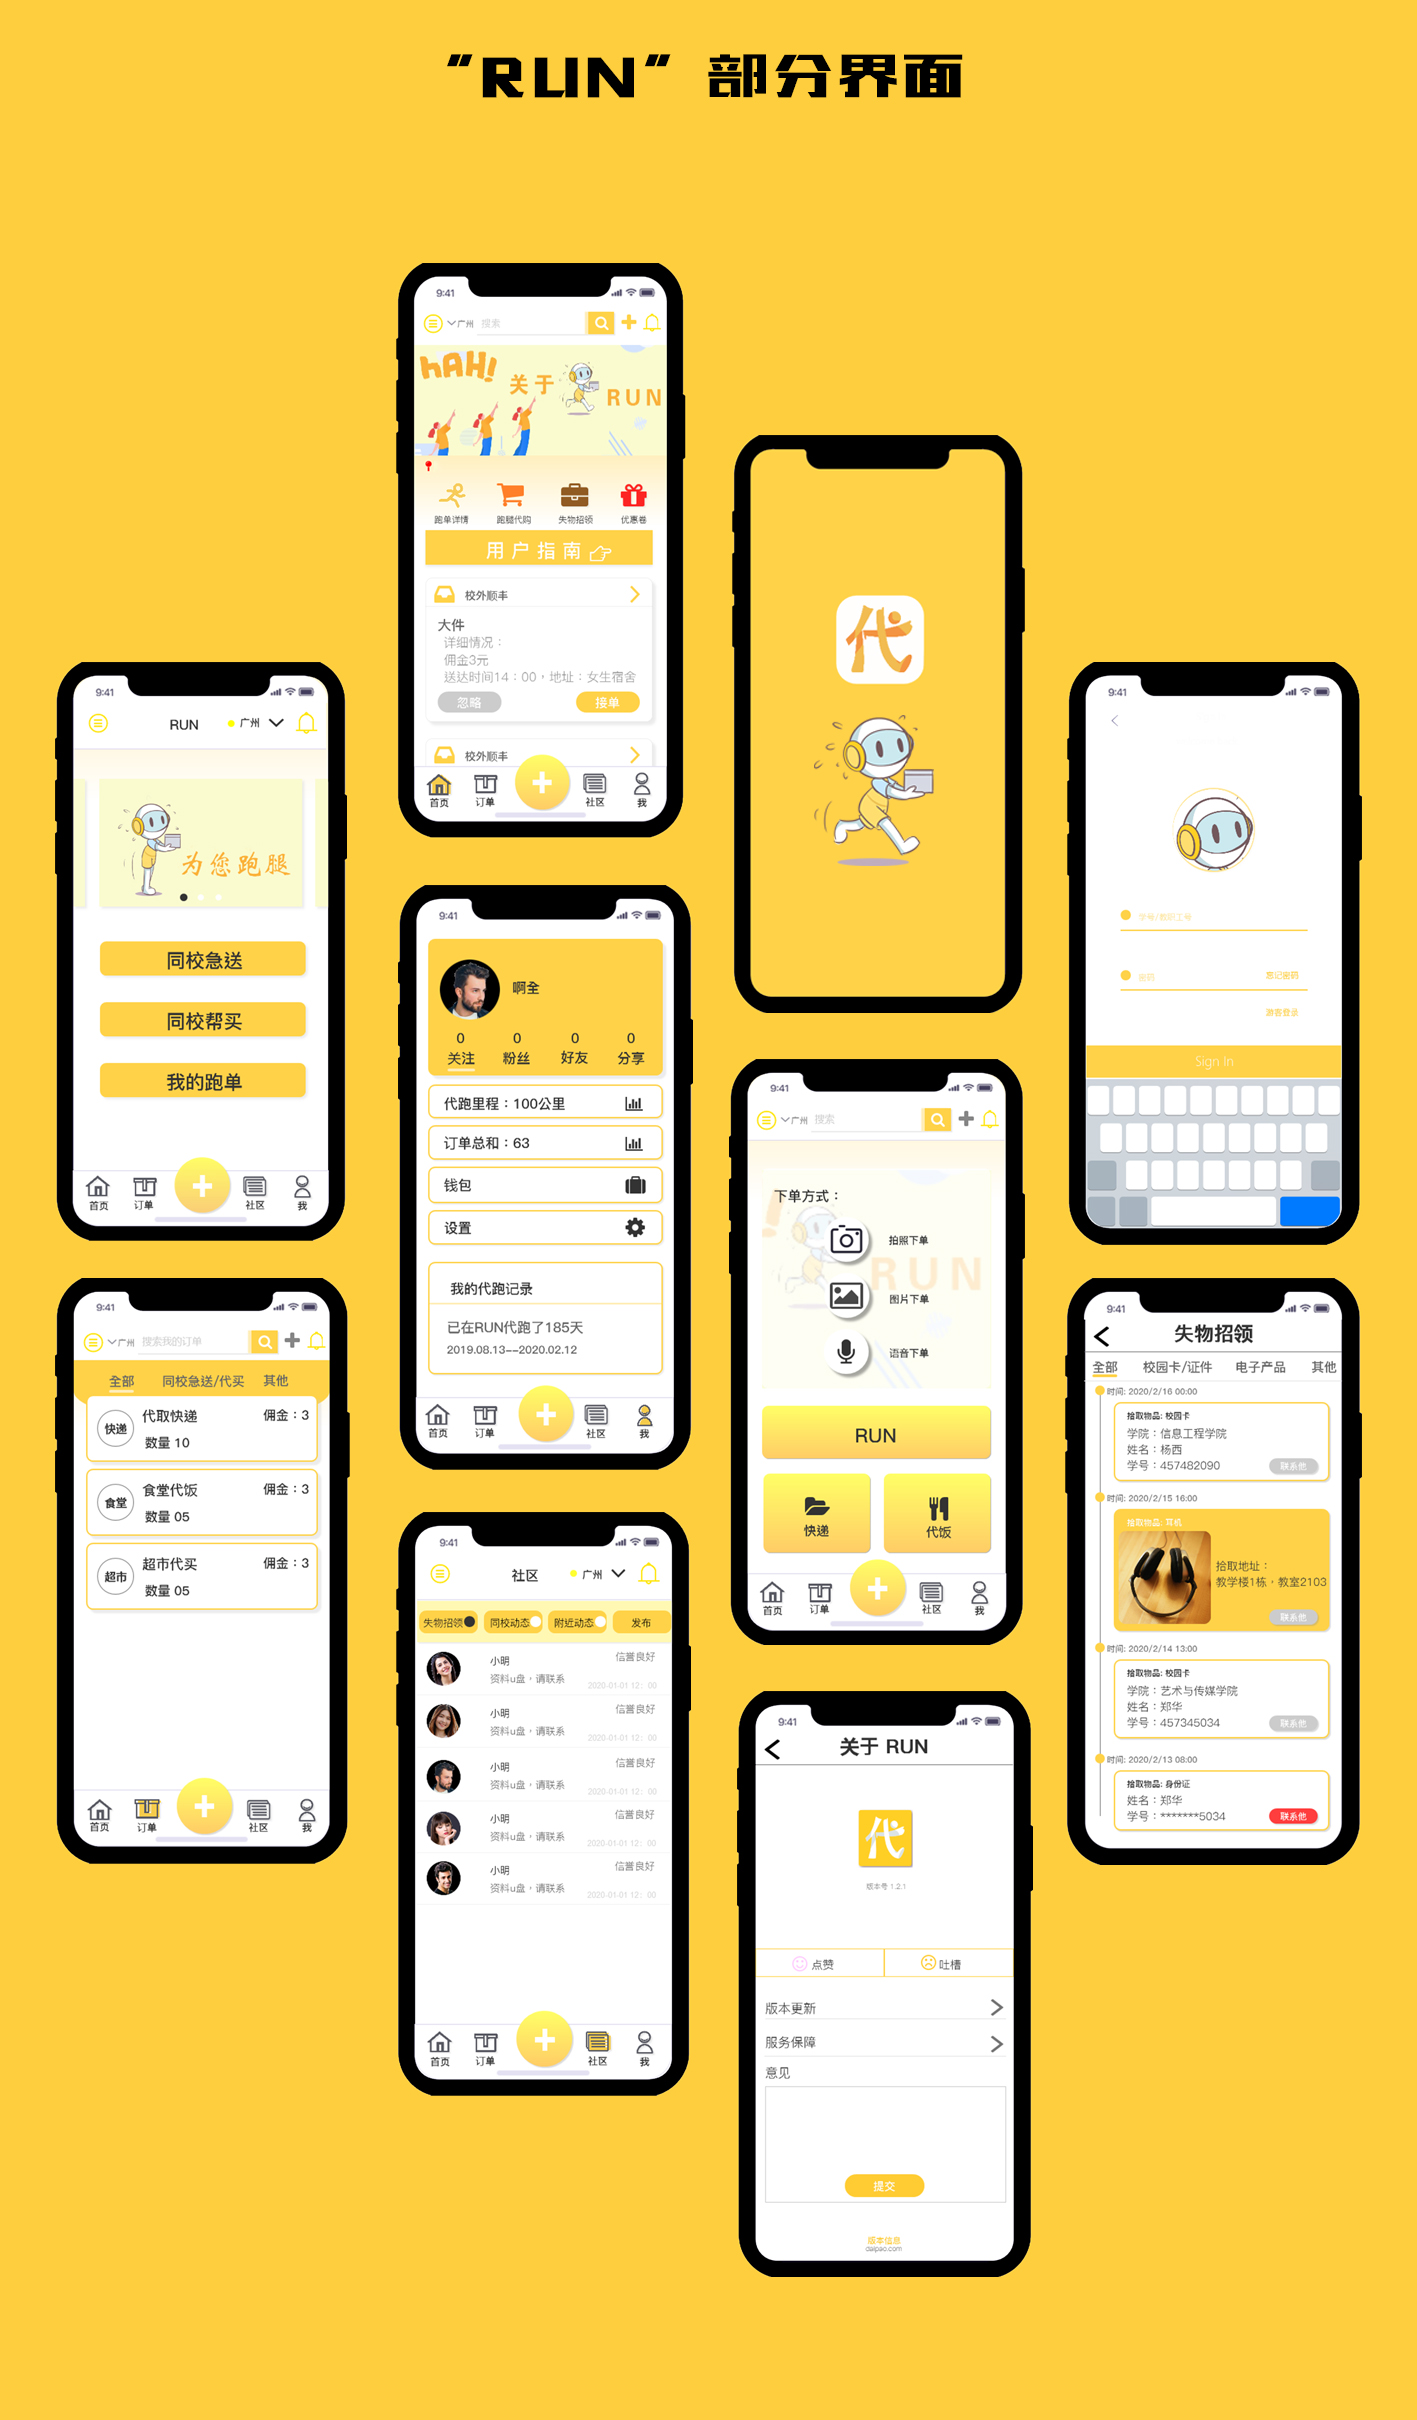 “RUN” 部分界面
9:41
广州 搜索
hAH!
关于
RUN
跑单详情 跑腿代购 失物招领 优惠卷
用户指南
校外顺丰
大件
详细情况：
佣金3元
送达时间14：00，地址：女生宿舍
忽略 接单
校外顺丰
首页 订单 社区 我
代
9:41
RUN 广州
为您跑腿
同校急送
同校帮买
我的跑单
首页 订单 社区 我
9:41
学号/教职工号
密码 忘记密码
游客登录
Sign In
9:41
啊全
0 0 0 0
关注 粉丝 好友 分享
代跑里程：100公里
订单总和：63
钱包
设置
我的代跑记录
已在RUN代跑了185天
2019.08.13--2020.02.12
首页 订单 社区 我
9:41
广州 搜索
下单方式：
拍照下单
RUN
图片下单
语音下单
RUN
快递 代饭
首页 订单 社区 我
9:41
广州 搜索我的订单
全部 同校急送/代买 其他
快递 代取快递 佣金：3
数量 10
食堂 食堂代饭 佣金：3
数量 05
超市 超市代买 佣金：3
数量 05
首页 订单 社区 我
9:41
失物招领
全部 校园卡/证件 电子产品 其他
时间: 2020/2/16 00:00
拾取物品: 校园卡
学院：信息工程学院
姓名：杨西
学号：457482090 联系他
时间: 2020/2/15 16:00
拾取物品: 耳机
拾取地址：
教学楼1栋，教室2103
联系他
时间: 2020/2/14 13:00
拾取物品: 校园卡
学院：艺术与传媒学院
姓名：郑华
学号：457345034 联系他
时间: 2020/2/13 08:00
拾取物品: 身份证
姓名：郑华
学号：*******5034 联系他
9:41
社区 广州
失物招领 同校动态 附近动态 发布
小明 信誉良好
资料u盘，请联系 2020-01-01 12：00
小明 信誉良好
资料u盘，请联系 2020-01-01 12：00
小明 信誉良好
资料u盘，请联系 2020-01-01 12：00
小明 信誉良好
资料u盘，请联系 2020-01-01 12：00
小明 信誉良好
资料u盘，请联系 2020-01-01 12：00
首页 订单 社区 我
9:41
关于 RUN
代
版本号 1.2.1
点赞 吐槽
版本更新
服务保障
意见
提交
版本信息
daipao.com